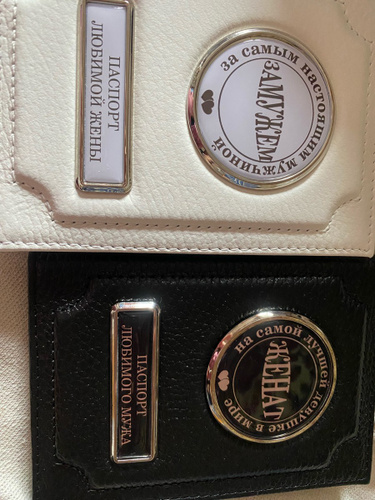 за самым настоящим мужчиной
ЗАМУЖЕМ
ПАСПОРТ
ЛЮБИМОЙ ЖЕНЫ
на самой лучшей девушке в мире
ЖЕНАТ
ПАСПОРТ
ЛЮБИМОГО МУЖА